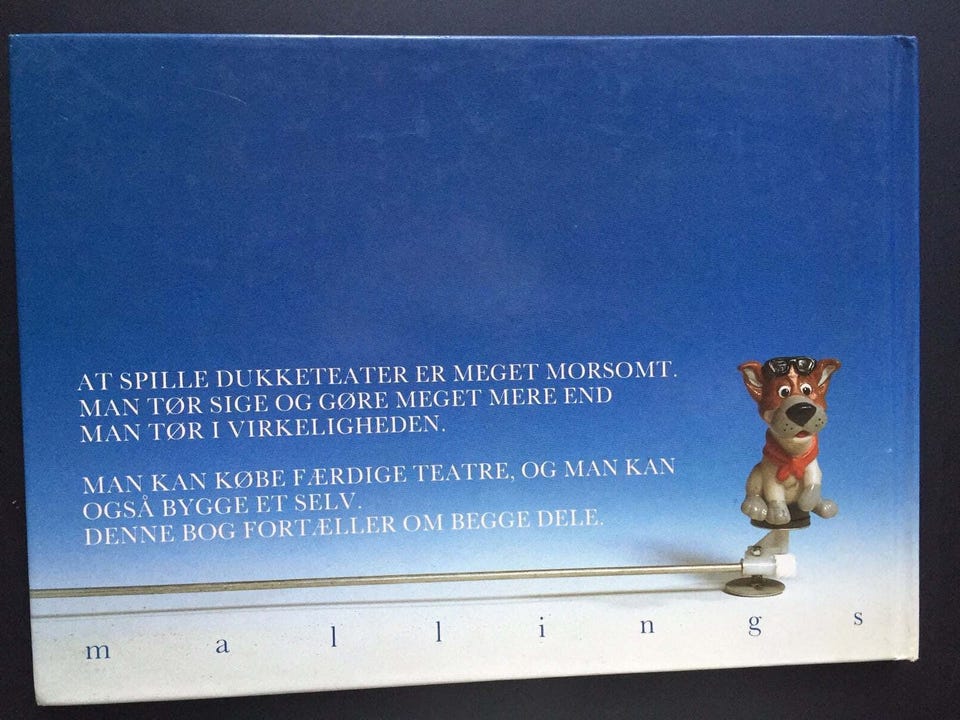 AT SPILLE DUKKETEATER ER MEGET MORSOMT.
MAN TØR SIGE OG GØRE MEGET MERE END
MAN TØR I VIRKELIGHEDEN.
MAN KAN KØBE FÆRDIGE TEATRE, OG MAN KAN
OGSÅ BYGGE ET SELV.
DENNE BOG FORTÆLLER OM BEGGE DELE.
mallings